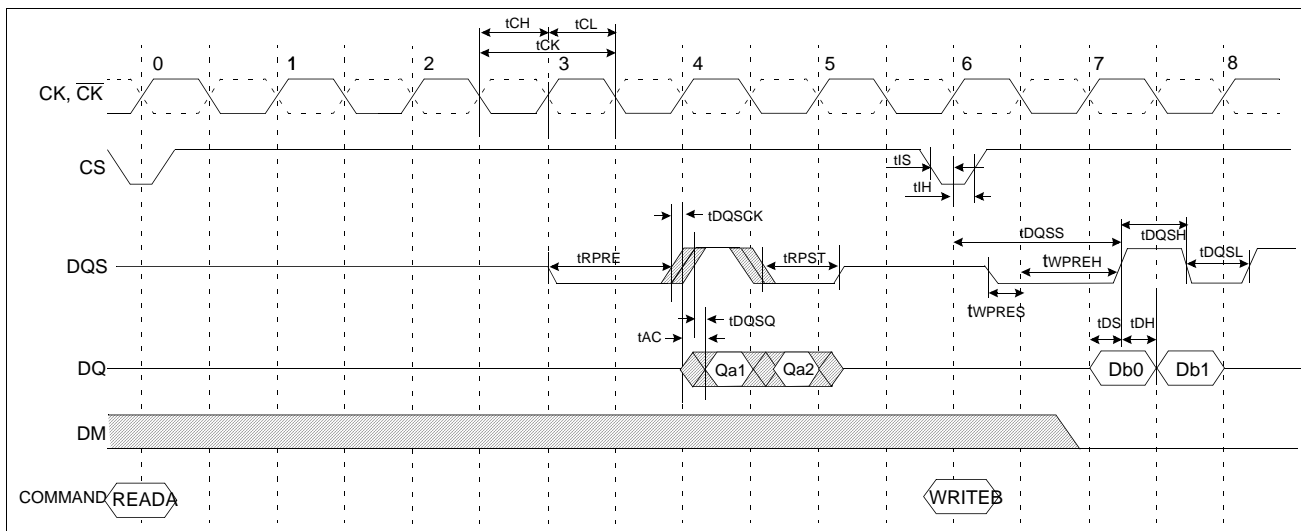 tCH tCL
tCK
0 1 2 3 4 5 6 7 8
CK, CK
CS
tIS
tIH
tDQSCK
tDQSS
tDQSH
DQS
tRPRE
tRPST
tWPREH
tDQSL
tWPRES
tDQSQ
tDS tDH
tAC
DQ
Qa1 Qa2
Db0 Db1
DM
COMMAND READA WRITEB